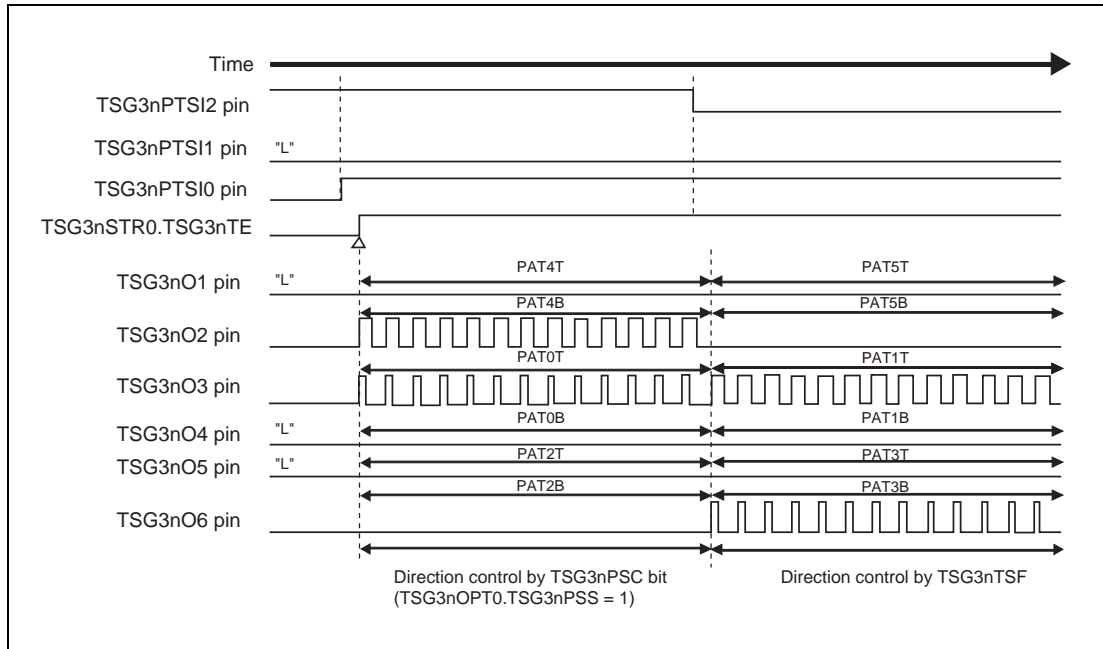 Time
TSG3nPTSI2 pin
TSG3nPTSI1 pin "L"
TSG3nPTSI0 pin
TSG3nSTR0.TSG3nTE
PAT4T PAT5T
TSG3nO1 pin "L"
PAT4B PAT5B
TSG3nO2 pin
PAT0T PAT1T
TSG3nO3 pin
PAT0B PAT1B
TSG3nO4 pin "L"
PAT2T PAT3T
TSG3nO5 pin "L"
PAT2B PAT3B
TSG3nO6 pin
Direction control by TSG3nPSC bit Direction control by TSG3nTSF
(TSG3nOPT0.TSG3nPSS = 1)